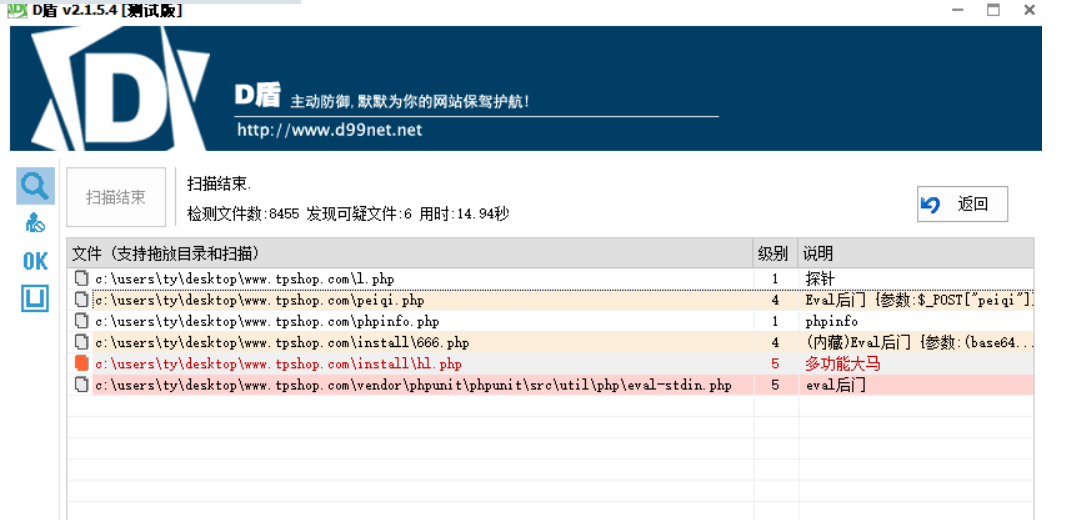 D盾 v2.1.5.4 [测试版]
D盾 主动防御,默默为你的网站保驾护航!
http://www.d99net.net
扫描结束
扫描结束.
检测文件数:8455 发现可疑文件:6 用时:14.94秒
返回
OK
文件 (支持拖放目录和扫描) 级别 说明
c:\users\ty\desktop\www.tpshop.com\l.php 1 探针
c:\users\ty\desktop\www.tpshop.com\peiqi.php 4 Eval后门 {参数:$_POST["peiqi"]}
c:\users\ty\desktop\www.tpshop.com\phpinfo.php 1 phpinfo
c:\users\ty\desktop\www.tpshop.com\install\666.php 4 (内藏)Eval后门 {参数:(base64...
c:\users\ty\desktop\www.tpshop.com\install\hl.php 5 多功能大马
c:\users\ty\desktop\www.tpshop.com\vendor\phpunit\phpunit\src\util\php\eval-stdin.php 5 eval后门